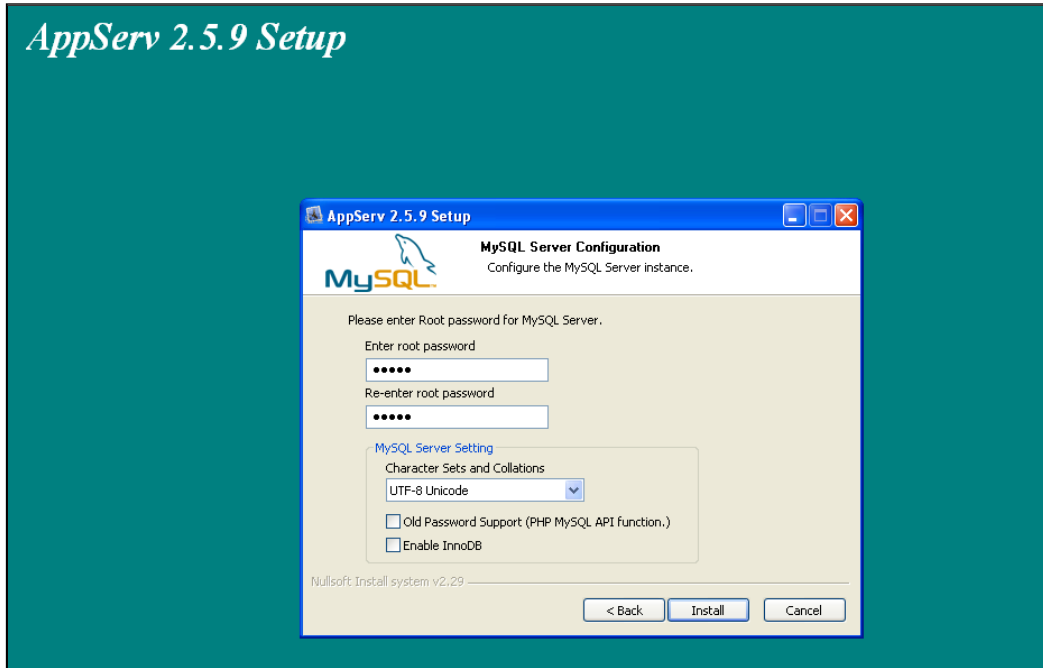 AppServ 2.5.9 Setup
AppServ 2.5.9 Setup
MySQL Server Configuration
Configure the MySQL Server instance.
MySQL
Please enter Root password for MySQL Server.
Enter root password
•••••
Re-enter root password
•••••
MySQL Server Setting
Character Sets and Collations
UTF-8 Unicode
Old Password Support (PHP MySQL API function.)
Enable InnoDB
Nullsoft Install system v2.29
< Back Install Cancel